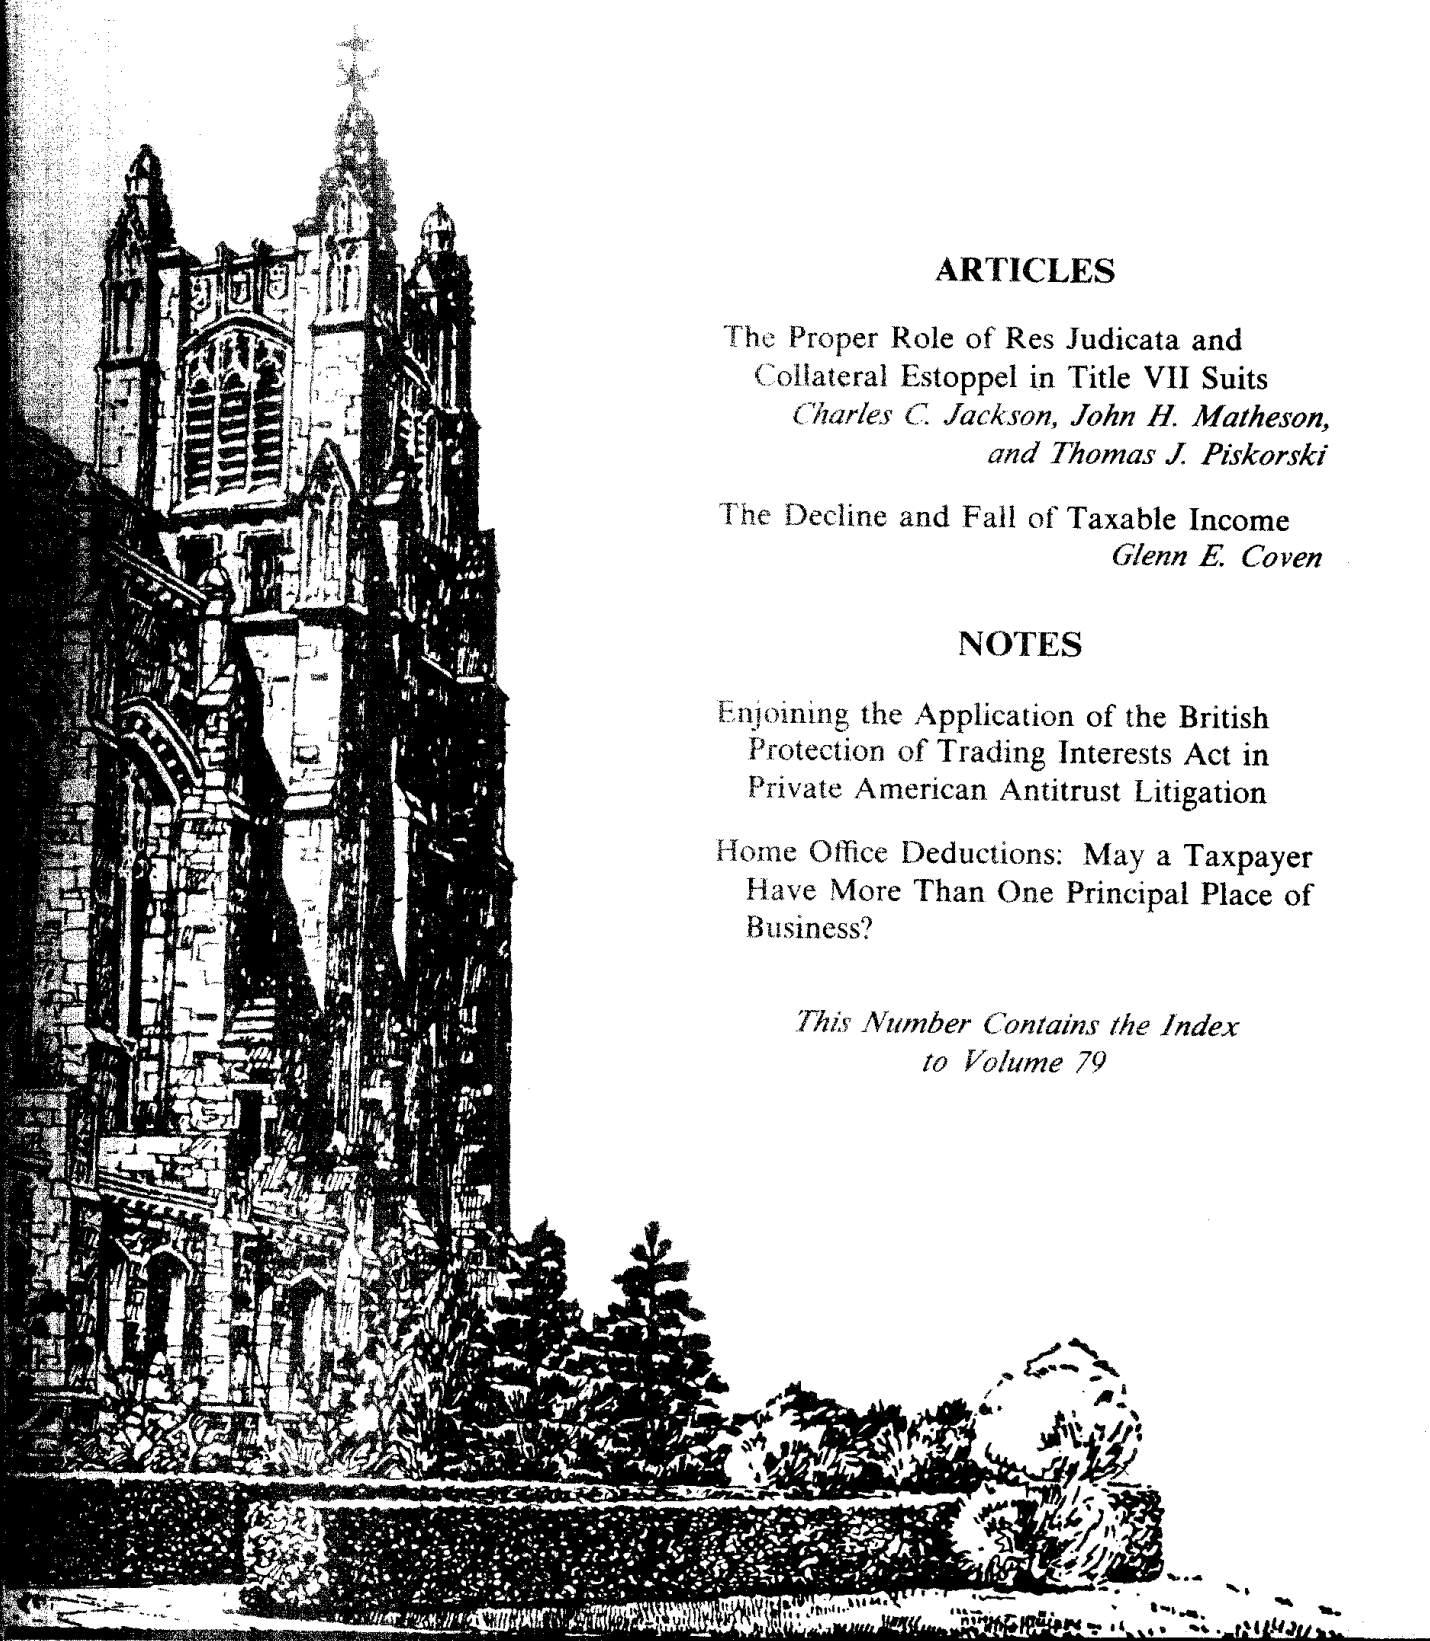 ARTICLES
The Proper Role of Res Judicata and
Collateral Estoppel in Title VII Suits
Charles C. Jackson, John H. Matheson,
and Thomas J. Piskorski
The Decline and Fall of Taxable Income
Glenn E. Coven
NOTES
Enjoining the Application of the British
Protection of Trading Interests Act in
Private American Antitrust Litigation
Home Office Deductions: May a Taxpayer
Have More Than One Principal Place of
Business?
This Number Contains the Index
to Volume 79